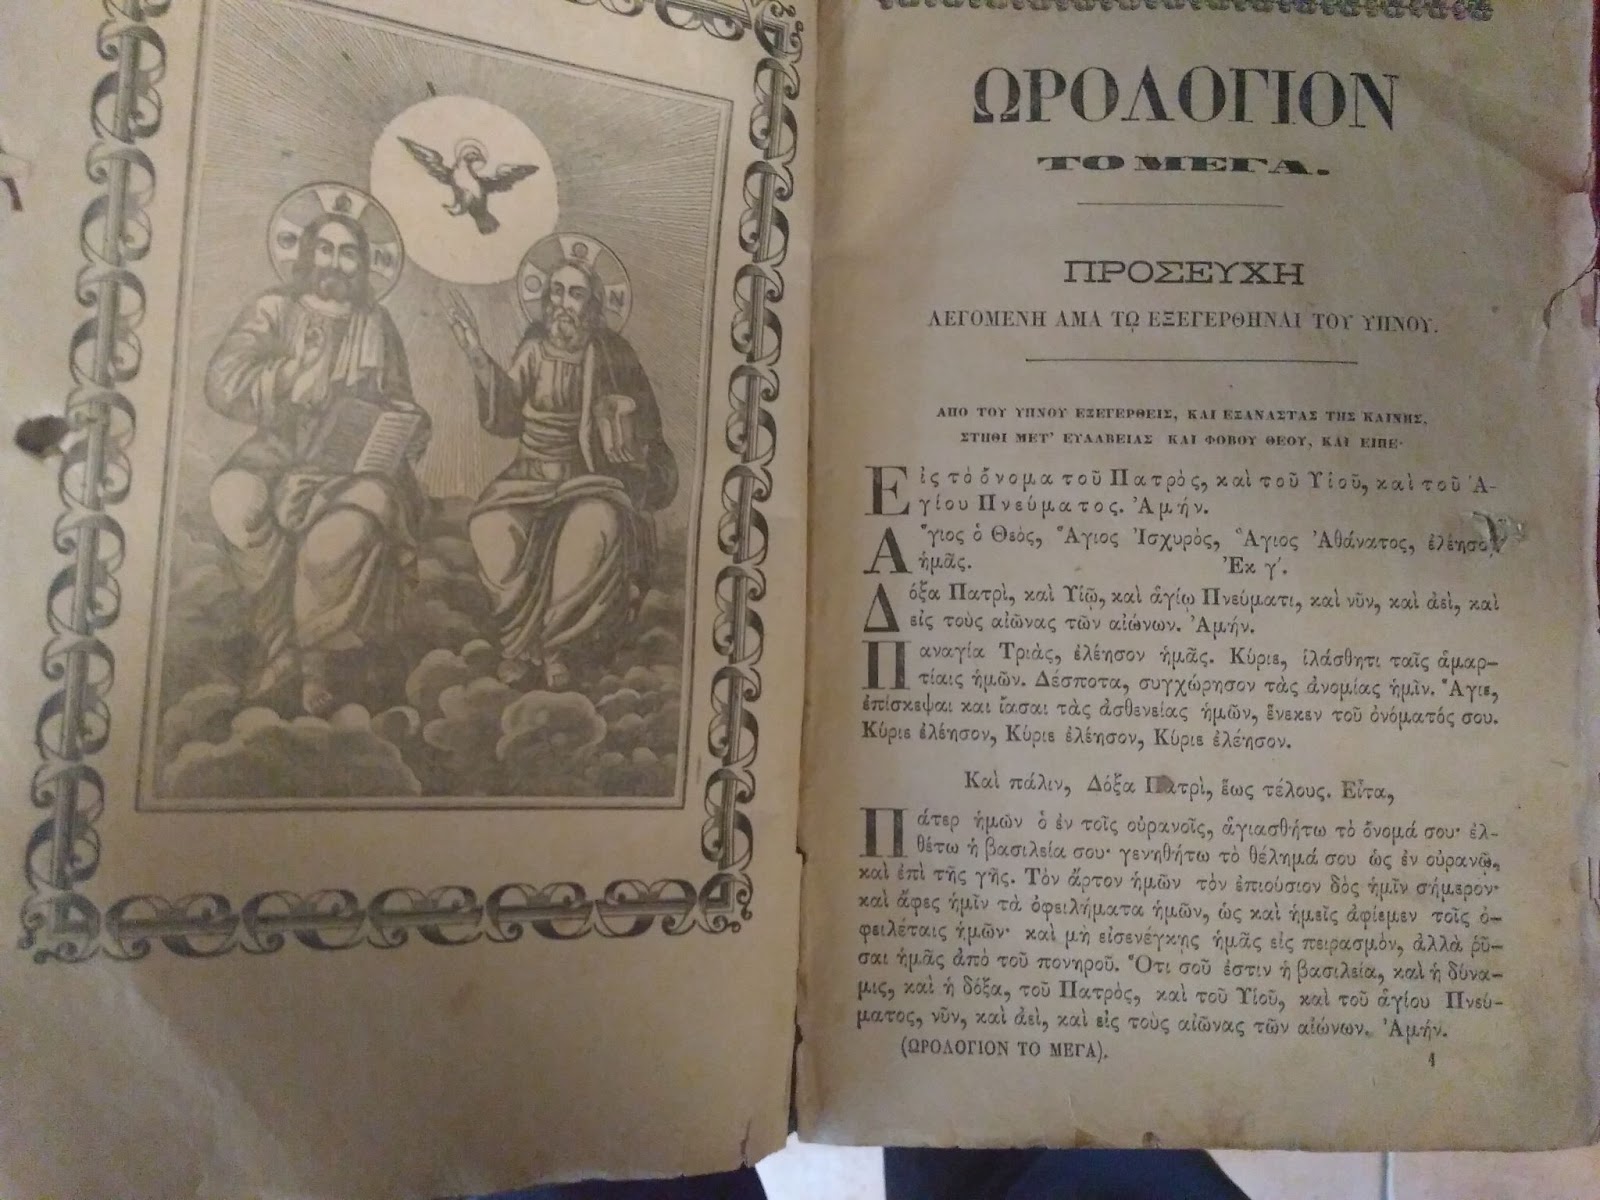 Ο Ω Ν
Ο Ω Ν
ΩΡΟΛΟΓΙΟΝ
ΤΟ ΜΕΓΑ.
ΠΡΟΣΕΥΧΗ
ΛΕΓΟΜΕΝΗ ΑΜΑ ΤΩ ΕΞΕΓΕΡΘΗΝΑΙ ΤΟΥ ΥΠΝΟΥ.
ΑΠΟ ΤΟΥ ΥΠΝΟΥ ΕΞΕΓΕΡΘΕΙΣ, ΚΑΙ ΕΞΑΝΑΣΤΑΣ ΤΗΣ ΚΛΙΝΗΣ,
ΣΤΗΘΙ ΜΕΤ' ΕΥΛΑΒΕΙΑΣ ΚΑΙ ΦΟΒΟΥ ΘΕΟΥ, ΚΑΙ ΕΙΠΕ·
Εἰς τὸ ὄνομα τοῦ Πατρὸς, καὶ τοῦ Υἱοῦ, καὶ τοῦ Ἁ-
γίου Πνεύματος. Ἀμήν.
Ἅγιος ὁ Θεὸς, Ἅγιος Ἰσχυρὸς, Ἅγιος Ἀθάνατος, ἐλέησον
ἡμᾶς. Ἐκ γ΄.
Δόξα Πατρὶ, καὶ Υἱῷ, καὶ ἁγίῳ Πνεύματι, καὶ νῦν, καὶ ἀεὶ, καὶ
εἰς τοὺς αἰῶνας τῶν αἰώνων. Ἀμήν.
Παναγία Τριὰς, ἐλέησον ἡμᾶς. Κύριε, ἱλάσθητι ταῖς ἁμαρ-
τίαις ἡμῶν. Δέσποτα, συγχώρησον τὰς ἀνομίας ἡμῖν. Ἅγιε,
ἐπίσκεψαι καὶ ἴασαι τὰς ἀσθενείας ἡμῶν, ἕνεκεν τοῦ ὀνόματός σου.
Κύριε ἐλέησον, Κύριε ἐλέησον, Κύριε ἐλέησον.
Καὶ πάλιν, Δόξα Πατρὶ, ἕως τέλους. Εἶτα,
Πάτερ ἡμῶν ὁ ἐν τοῖς οὐρανοῖς, ἁγιασθήτω τὸ ὄνομά σου· ἐλ-
θέτω ἡ βασιλεία σου· γενηθήτω τὸ θέλημά σου ὡς ἐν οὐρανῷ,
καὶ ἐπὶ τῆς γῆς. Τὸν ἄρτον ἡμῶν τὸν ἐπιούσιον δὸς ἡμῖν σήμερον·
καὶ ἄφες ἡμῖν τὰ ὀφειλήματα ἡμῶν, ὡς καὶ ἡμεῖς ἀφίεμεν τοῖς ὀ-
φειλέταις ἡμῶν· καὶ μὴ εἰσενέγκῃς ἡμᾶς εἰς πειρασμὸν, ἀλλὰ ῥῦ-
σαι ἡμᾶς ἀπὸ τοῦ πονηροῦ. Ὅτι σοῦ ἐστιν ἡ βασιλεία, καὶ ἡ δύνα-
μις, καὶ ἡ δόξα, τοῦ Πατρὸς, καὶ τοῦ Υἱοῦ, καὶ τοῦ ἁγίου Πνεύ-
ματος, νῦν, καὶ ἀεὶ, καὶ εἰς τοὺς αἰῶνας τῶν αἰώνων. Ἀμήν.
(ΩΡΟΛΟΓΙΟΝ ΤΟ ΜΕΓΑ). 1